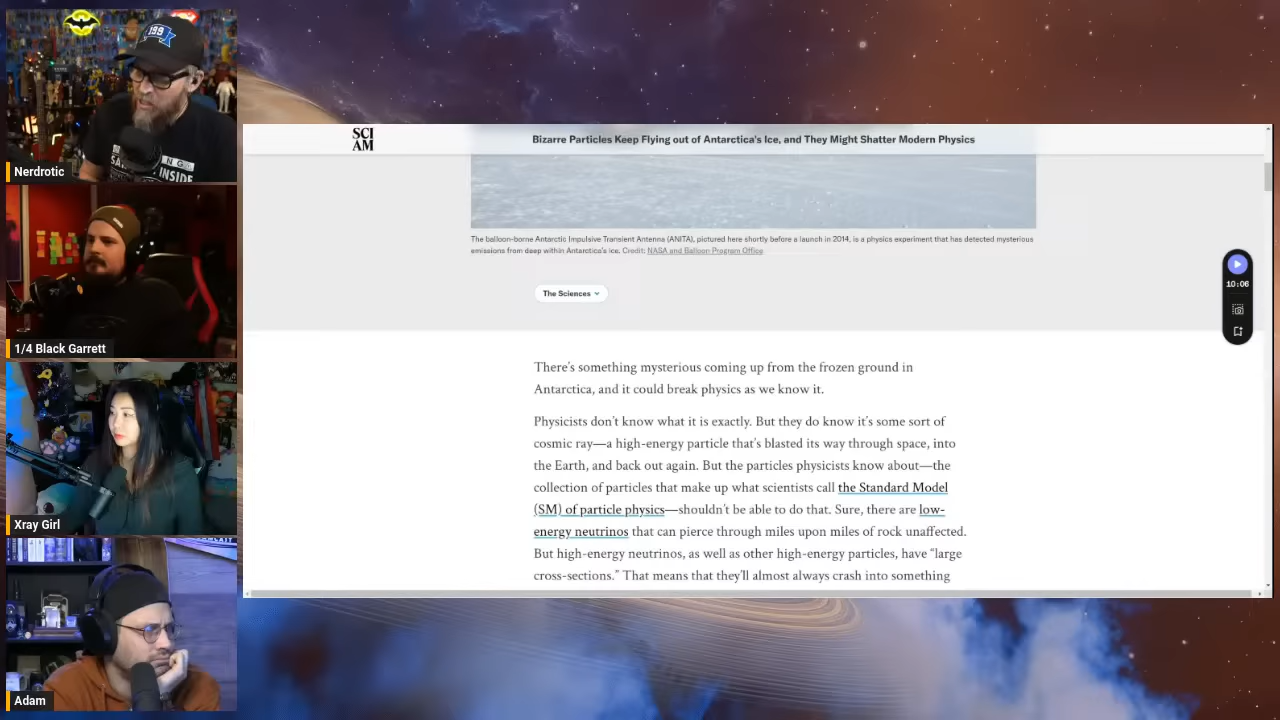 199
Nerdrotic
1/4 Black Garrett
Xray Girl
Adam
SCI
AM
Bizarre Particles Keep Flying out of Antarctica's Ice, and They Might Shatter Modern Physics
The balloon-borne Antarctic Impulsive Transient Antenna (ANITA), pictured here shortly before a launch in 2014, is a physics experiment that has detected mysterious
emissions from deep within Antarctica's ice. Credit: NASA and Balloon Program Office
The Sciences
There's something mysterious coming up from the frozen ground in
Antarctica, and it could break physics as we know it.
Physicists don't know what it is exactly. But they do know it's some sort of
cosmic ray—a high-energy particle that's blasted its way through space, into
the Earth, and back out again. But the particles physicists know about—the
collection of particles that make up what scientists call the Standard Model
(SM) of particle physics—shouldn't be able to do that. Sure, there are low-
energy neutrinos that can pierce through miles upon miles of rock unaffected.
But high-energy neutrinos, as well as other high-energy particles, have “large
cross-sections.” That means that they'll almost always crash into something
10:06